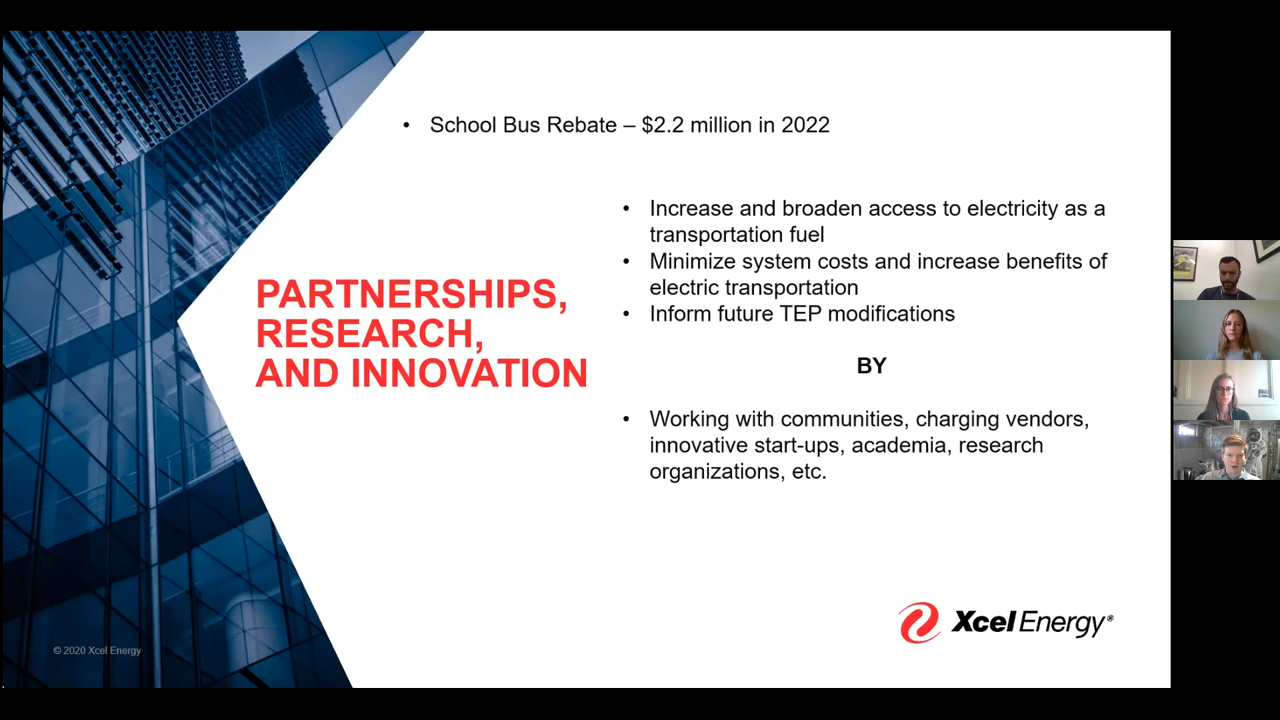 • School Bus Rebate – $2.2 million in 2022
PARTNERSHIPS,
RESEARCH,
AND INNOVATION
• Increase and broaden access to electricity as a
transportation fuel
• Minimize system costs and increase benefits of
electric transportation
• Inform future TEP modifications
BY
• Working with communities, charging vendors,
innovative start-ups, academia, research
organizations, etc.
© 2020 Xcel Energy
Xcel Energy®